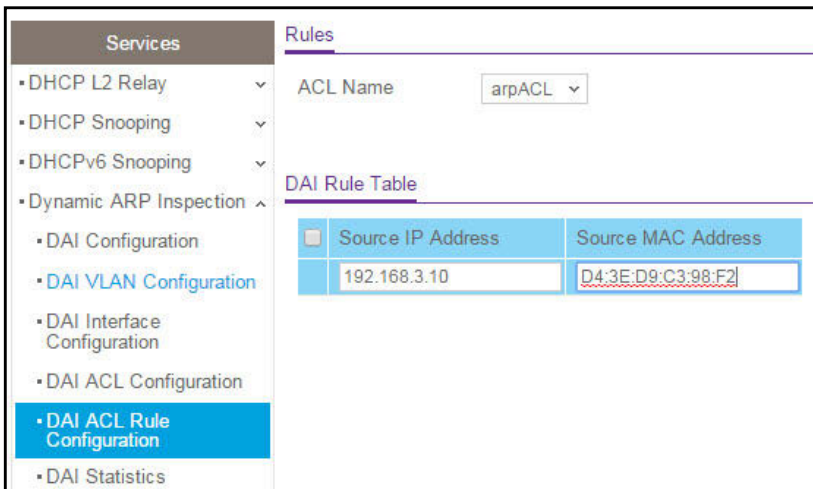 Services
DHCP L2 Relay
DHCP Snooping
DHCPv6 Snooping
Dynamic ARP Inspection
DAI Configuration
DAI VLAN Configuration
DAI Interface
Configuration
DAI ACL Configuration
DAI ACL Rule
Configuration
DAI Statistics
Rules
ACL Name arpACL
DAI Rule Table
Source IP Address Source MAC Address
192.168.3.10 D4:3E:D9:C3:98:F2